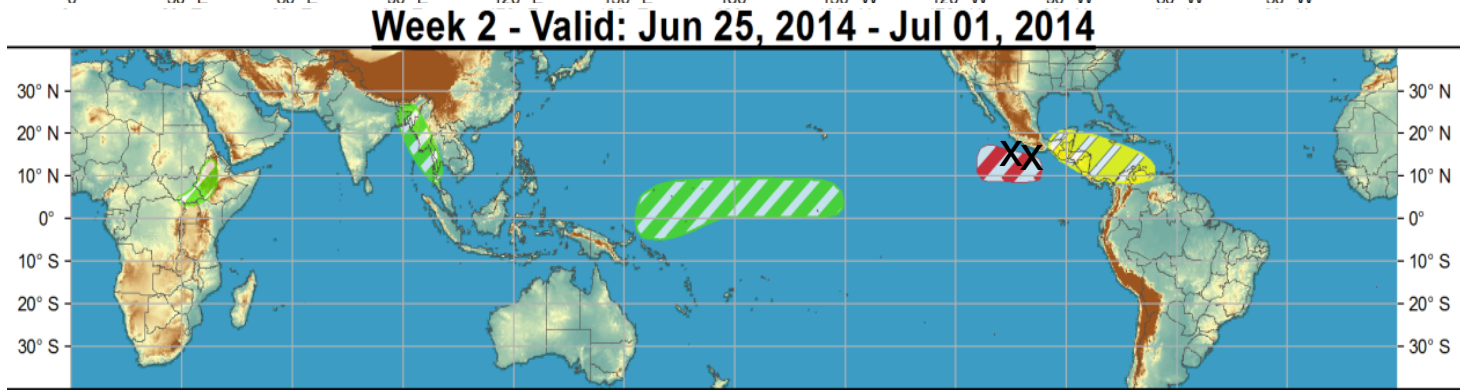 Week 2 - Valid: Jun 25, 2014 - Jul 01, 2014
30° N 30° N
20° N X X 20° N
10° N 10° N
0° 0°
10° S 10° S
20° S 20° S
30° S 30° S